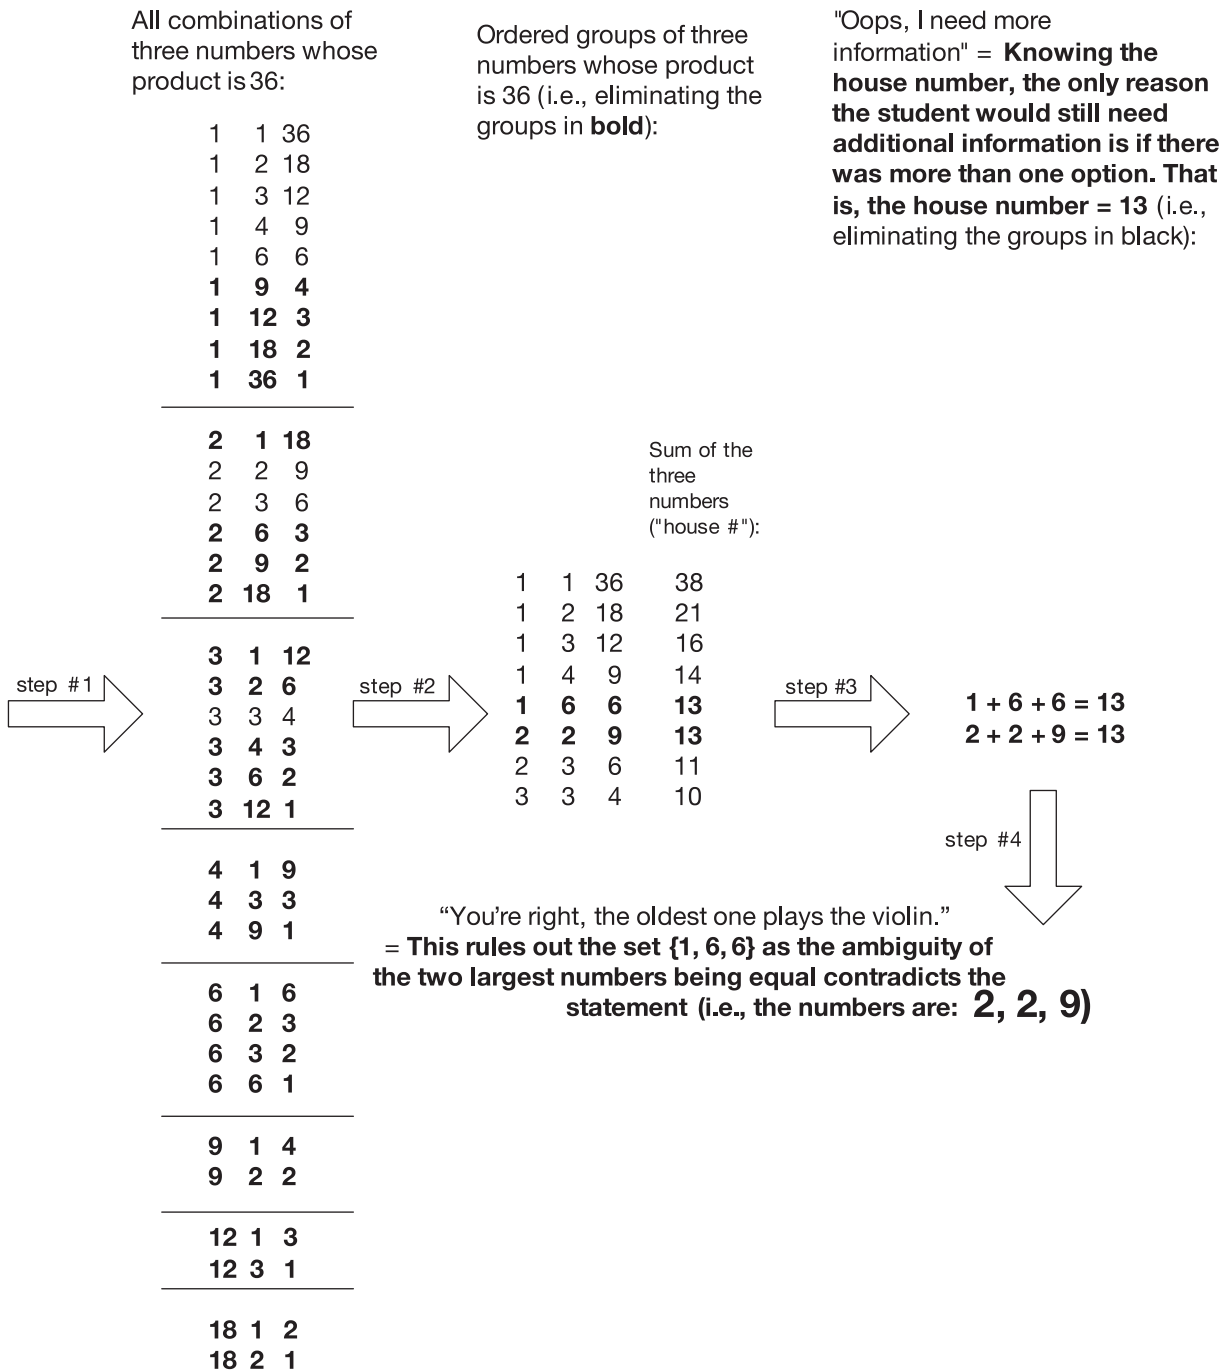 All combinations of
three numbers whose
product is 36:
1 1 36
1 2 18
1 3 12
1 4 9
1 6 6
1 9 4
1 12 3
1 18 2
1 36 1
2 1 18
2 2 9
2 3 6
2 6 3
2 9 2
2 18 1
step #1
3 1 12
3 2 6
3 3 4
3 4 3
3 6 2
3 12 1
4 1 9
4 3 3
4 9 1
6 1 6
6 2 3
6 3 2
6 6 1
9 1 4
9 2 2
12 1 3
12 3 1
18 1 2
18 2 1
step #2
Ordered groups of three
numbers whose product
is 36 (i.e., eliminating the
groups in bold):
Sum of the
three
numbers
("house #"):
1 1 36 38
1 2 18 21
1 3 12 16
1 4 9 14
1 6 6 13
2 2 9 13
2 3 6 11
3 3 4 10
step #3
"Oops, I need more
information" = Knowing the
house number, the only reason
the student would still need
additional information is if there
was more than one option. That
is, the house number = 13 (i.e.,
eliminating the groups in black):
1 + 6 + 6 = 13
2 + 2 + 9 = 13
step #4
“You’re right, the oldest one plays the violin.”
= This rules out the set {1, 6, 6} as the ambiguity of
the two largest numbers being equal contradicts the
statement (i.e., the numbers are: 2, 2, 9)